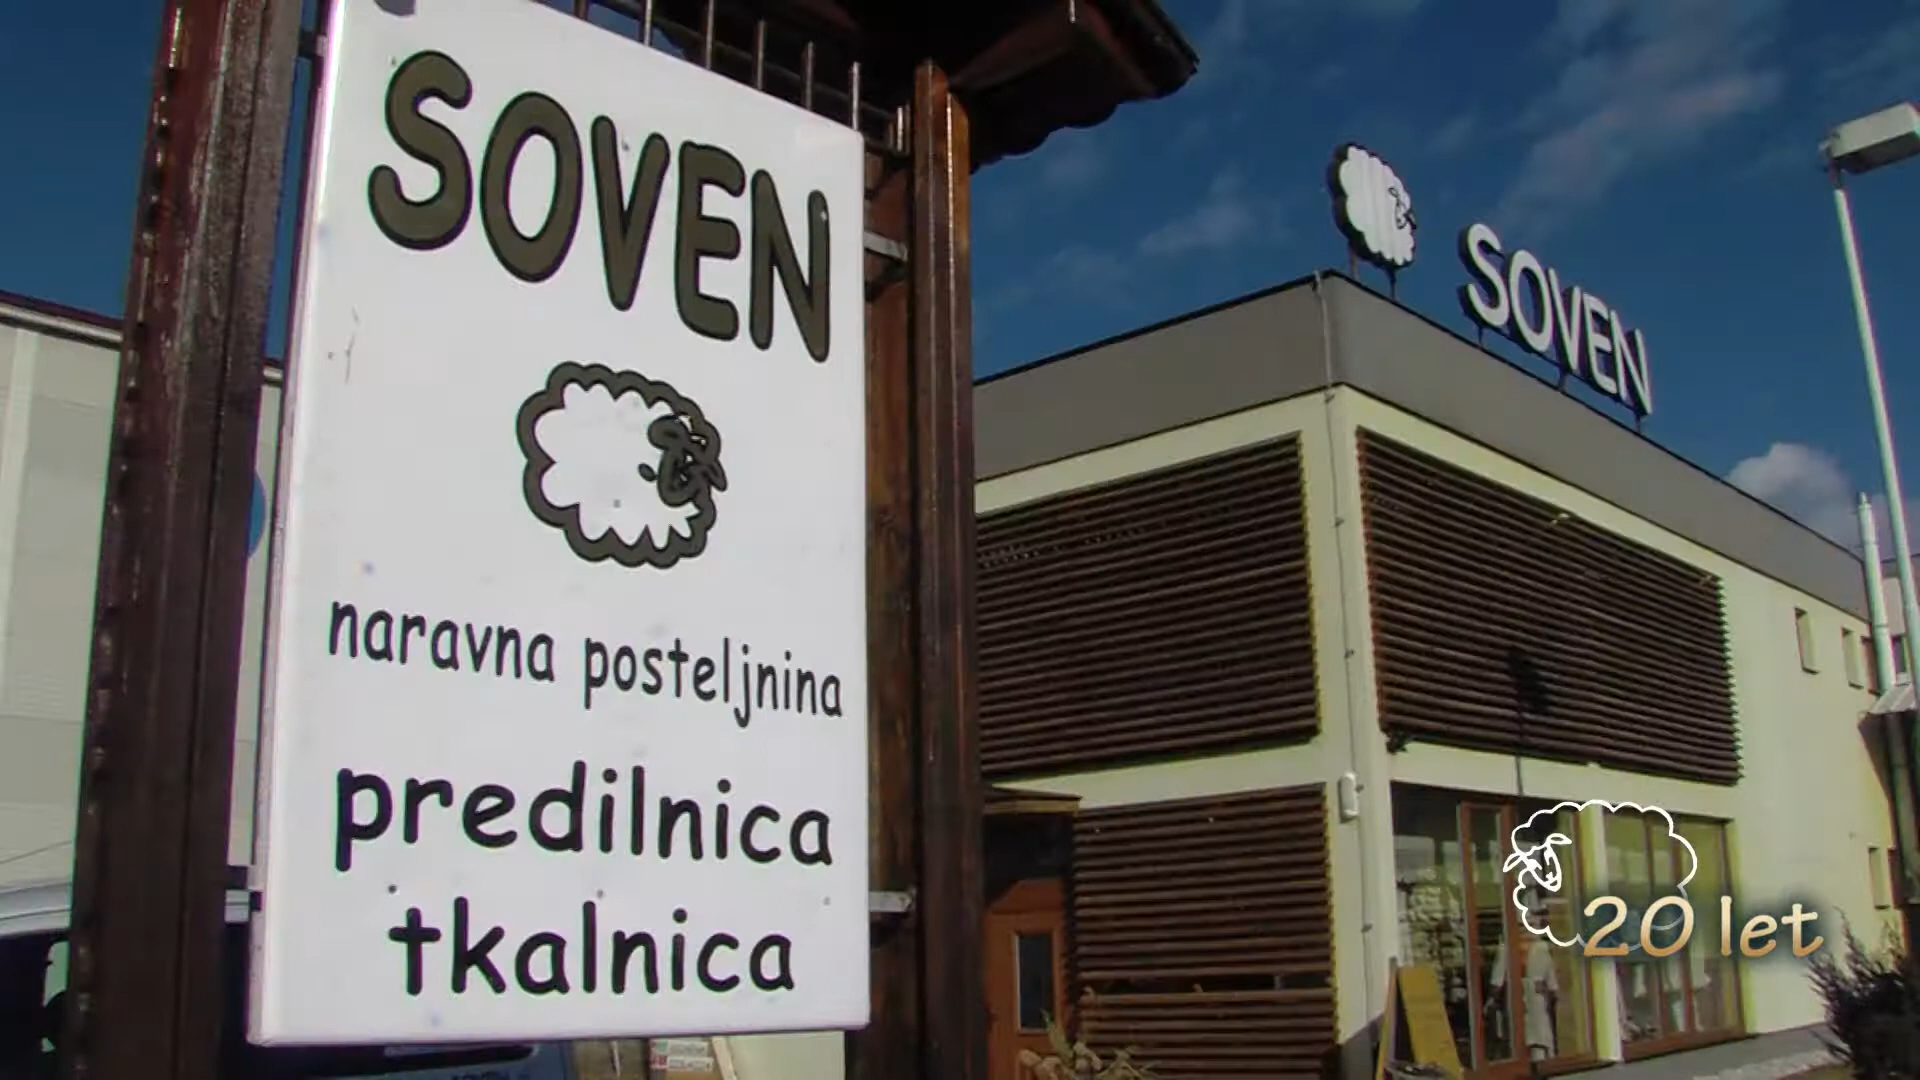 SOVEN
naravna posteljnina
predilnica
tkalnica
SOVEN
20 let